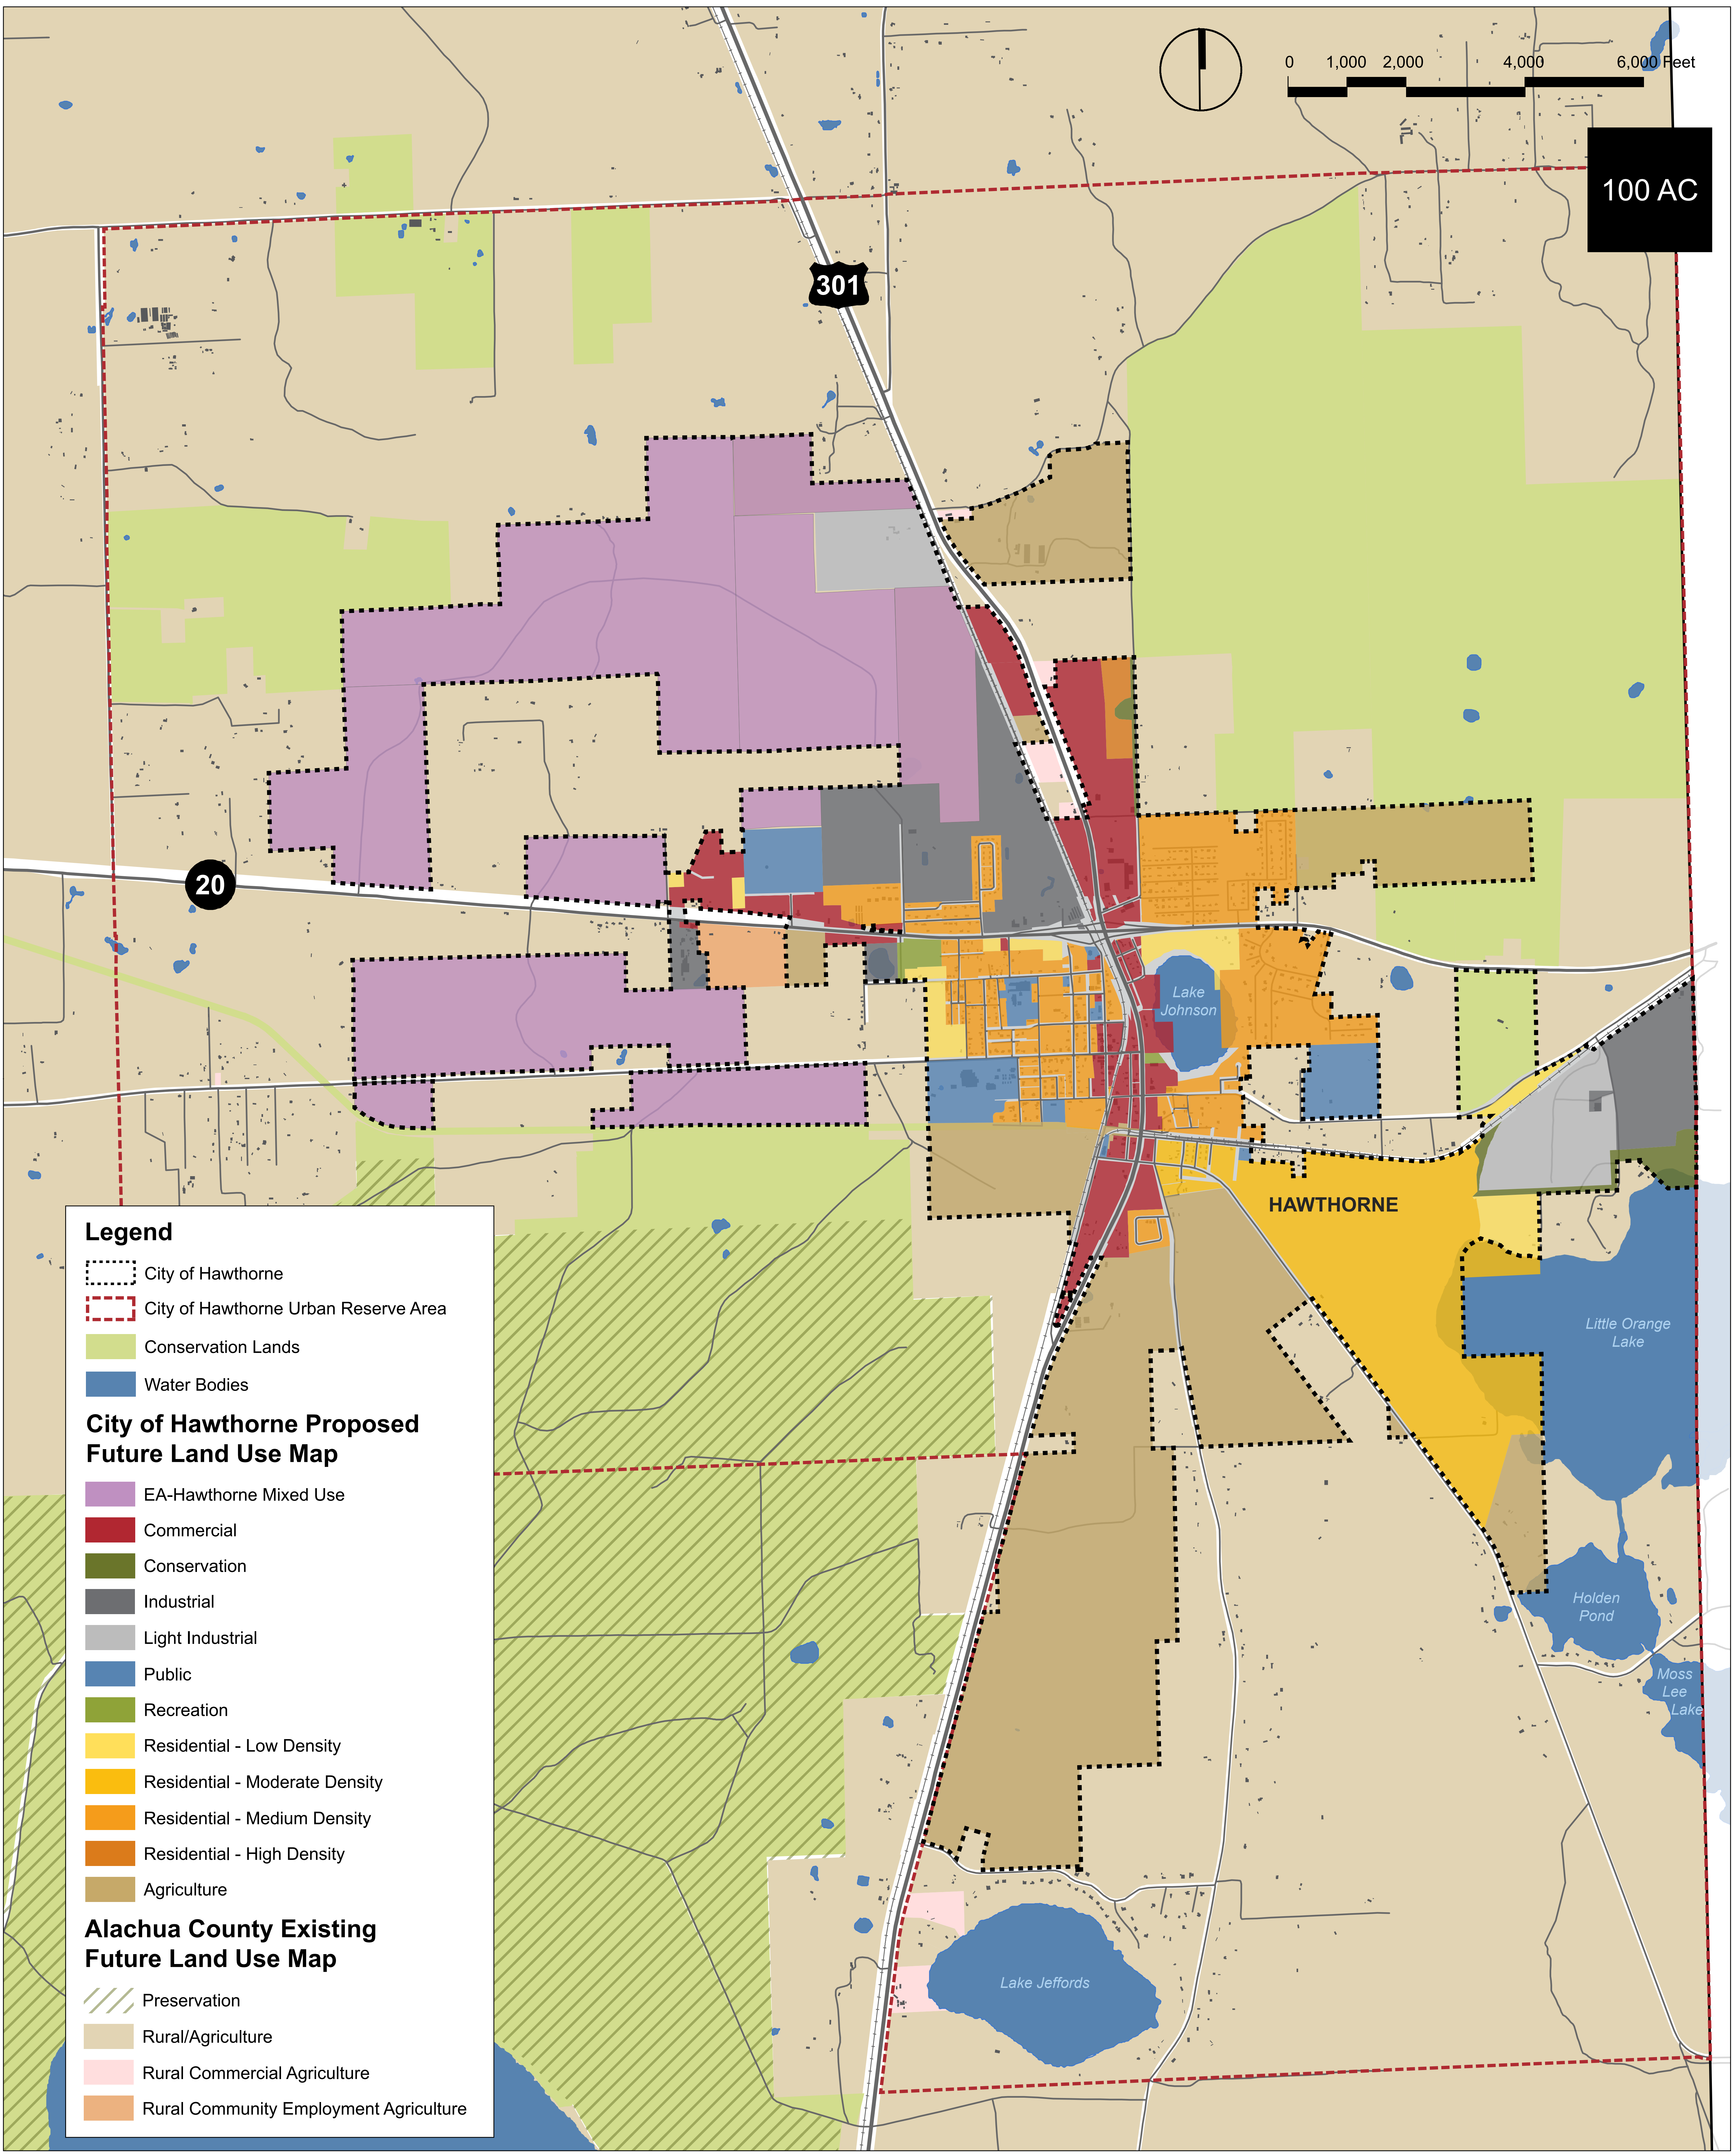 0 1,000 2,000 4,000 6,000 Feet
100 AC
301
20
Lake
Johnson
HAWTHORNE
Little Orange
Lake
Holden
Pond
Moss
Lee
Lake
Lake Jeffords
Legend
City of Hawthorne
City of Hawthorne Urban Reserve Area
Conservation Lands
Water Bodies
City of Hawthorne Proposed
Future Land Use Map
EA-Hawthorne Mixed Use
Commercial
Conservation
Industrial
Light Industrial
Public
Recreation
Residential - Low Density
Residential - Moderate Density
Residential - Medium Density
Residential - High Density
Agriculture
Alachua County Existing
Future Land Use Map
Preservation
Rural/Agriculture
Rural Commercial Agriculture
Rural Community Employment Agriculture